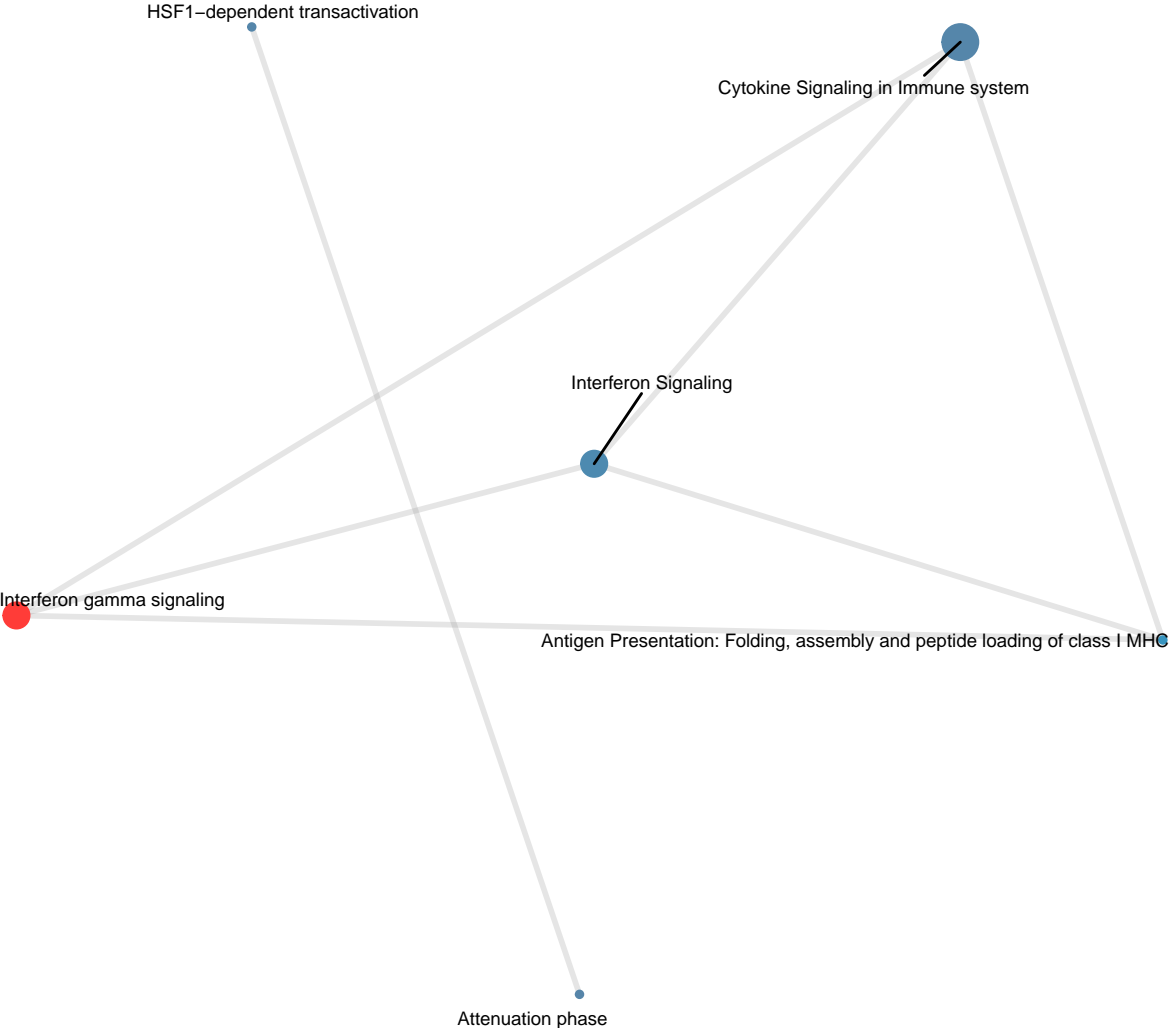 HSF1−dependent transactivation
Cytokine Signaling in Immune system
Interferon Signaling
Interferon gamma signaling
Antigen Presentation: Folding, assembly and peptide loading of class I MHC
Attenuation phase